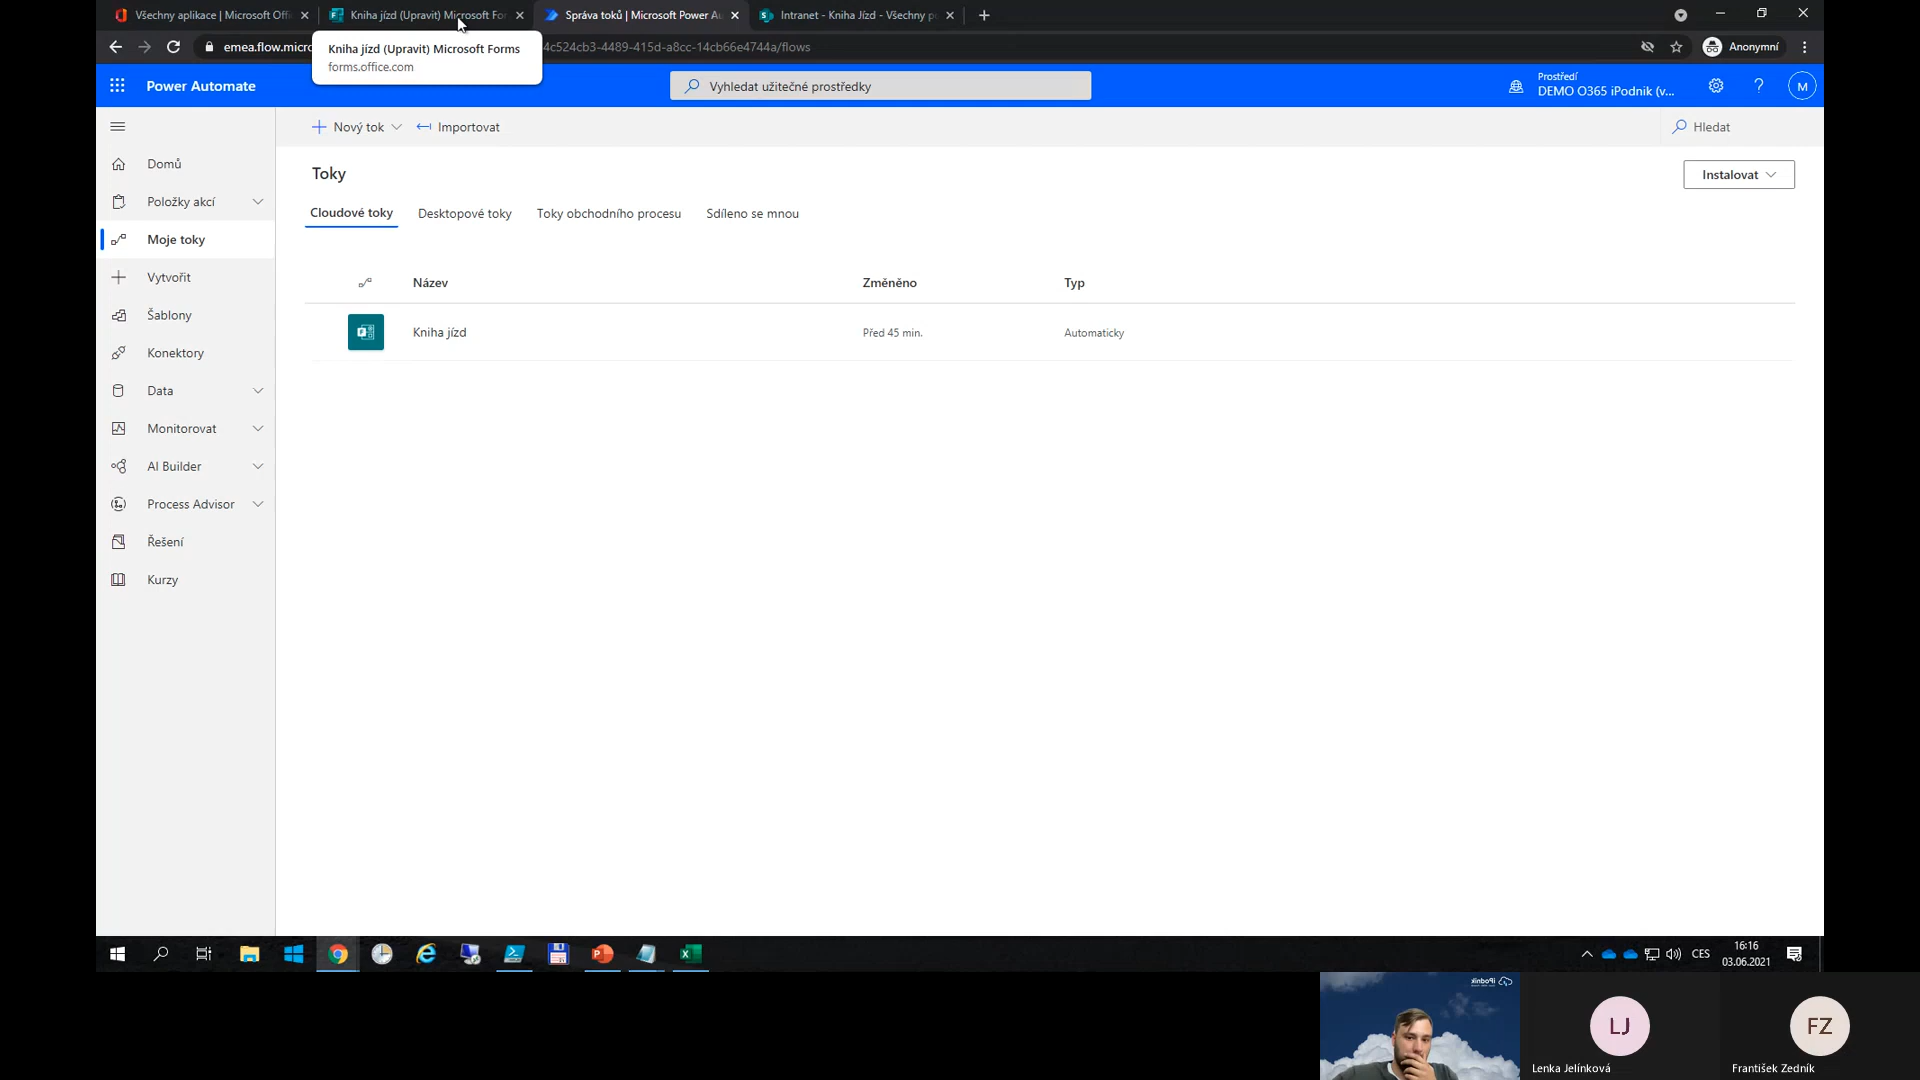 Všechny aplikace | Microsoft Offi
Kniha jízd (Upravit) Microsoft For
Správa toků | Microsoft Power Au
Intranet - Kniha Jízd - Všechny p
emea.flow.micro
4c524cb3-4489-415d-a8cc-14cb66e4744a/flows
Anonymní
Kniha jízd (Upravit) Microsoft Forms
forms.office.com
Power Automate
Vyhledat užitečné prostředky
Prostředí
DEMO O365 iPodnik (v...
?
M
Nový tok
Importovat
Hledat
Domů
Položky akcí
Moje toky
Vytvořit
Šablony
Konektory
Data
Monitorovat
AI Builder
Process Advisor
Řešení
Kurzy
Toky
Instalovat
Cloudové toky
Desktopové toky
Toky obchodního procesu
Sdíleno se mnou
Název
Změněno
Typ
Kniha jízd
Před 45 min.
Automaticky
CES
16:16
03.06.2021
iPodnik
LJ
Lenka Jelínková
FZ
František Zedník